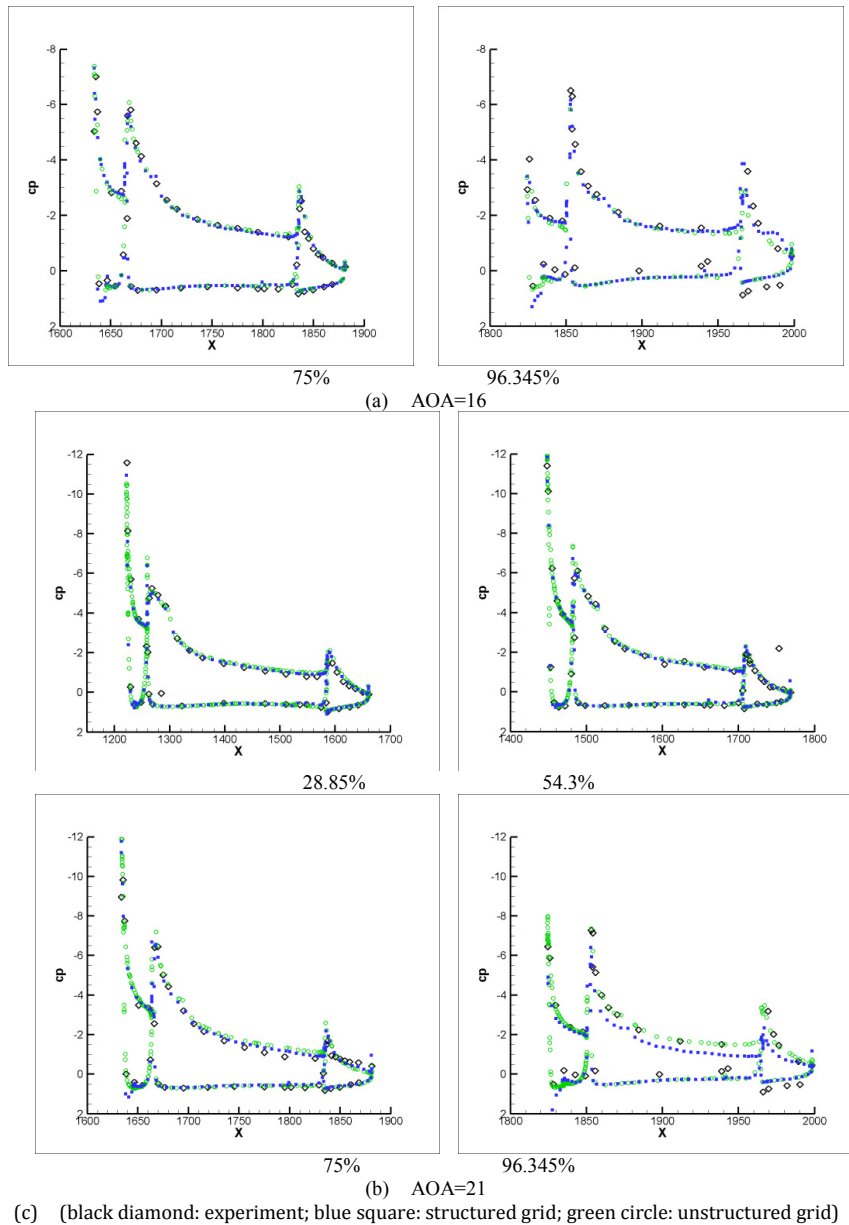 -8
-6
-4
-2
0
2
cp
1600 1650 1700 1750 1800 1850 1900
X
-8
-6
-4
-2
0
2
cp
1800 1850 1900 1950 2000
X
75% 96.345%
(a) AOA=16
-12
-10
-8
-6
-4
-2
0
2
cp
1200 1300 1400 1500 1600 1700
X
-12
-10
-8
-6
-4
-2
0
2
cp
1400 1500 1600 1700 1800
X
28.85% 54.3%
-12
-10
-8
-6
-4
-2
0
2
cp
1600 1650 1700 1750 1800 1850 1900
X
-12
-10
-8
-6
-4
-2
0
2
cp
1800 1850 1900 1950 2000
X
75% 96.345%
(b) AOA=21
(c) (black diamond: experiment; blue square: structured grid; green circle: unstructured grid)